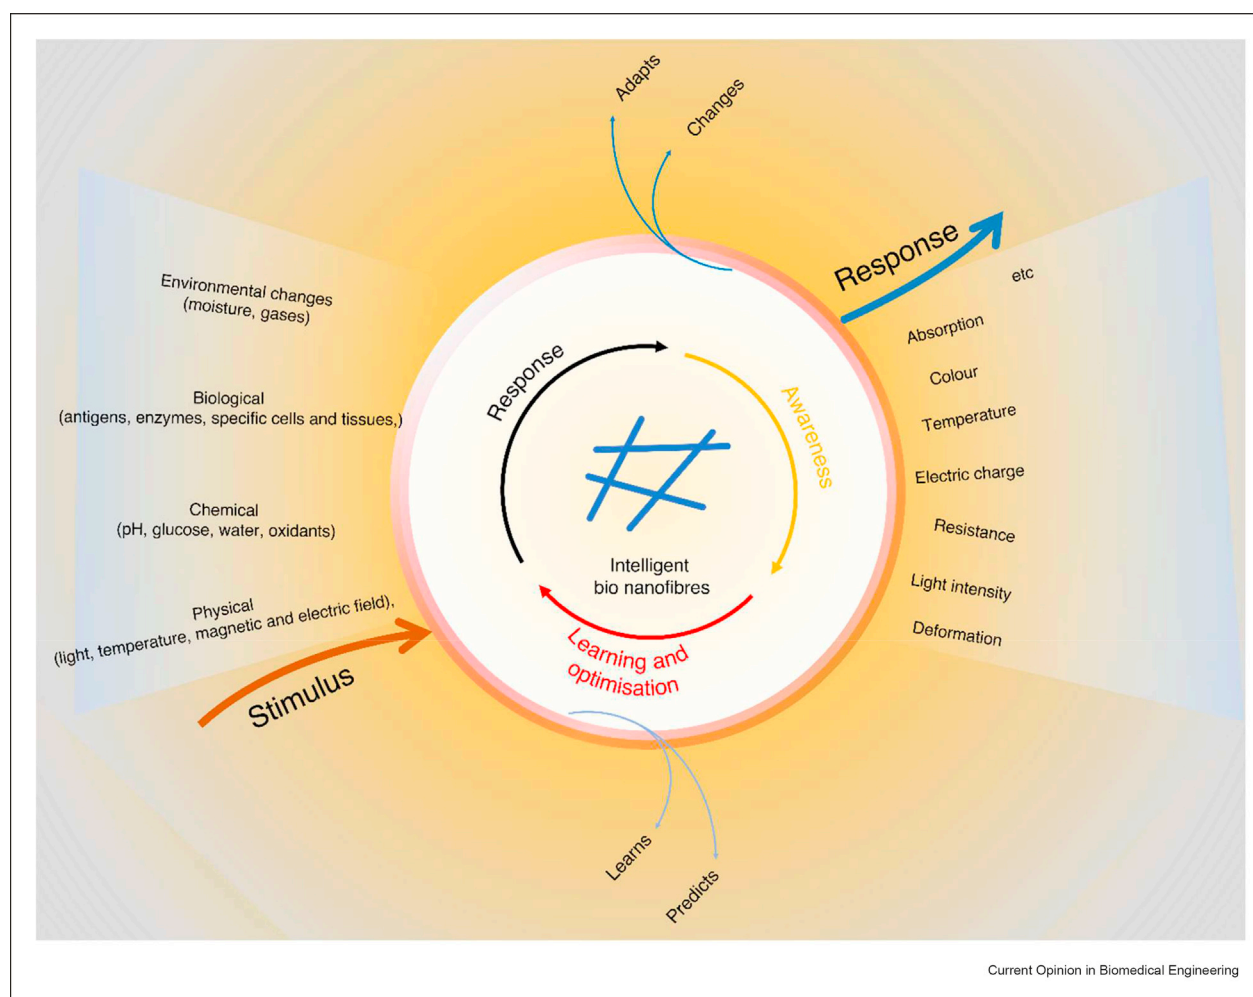 Adapts
Changes
Response
Environmental changes
(moisture, gases)
Biological
(antigens, enzymes, specific cells and tissues,)
Chemical
(pH, glucose, water, oxidants)
Physical
(light, temperature, magnetic and electric field),
Stimulus
Response
Awareness
Learning and
optimisation
Intelligent
bio nanofibres
etc
Absorption
Colour
Temperature
Electric charge
Resistance
Light intensity
Deformation
Learns
Predicts
Current Opinion in Biomedical Engineering